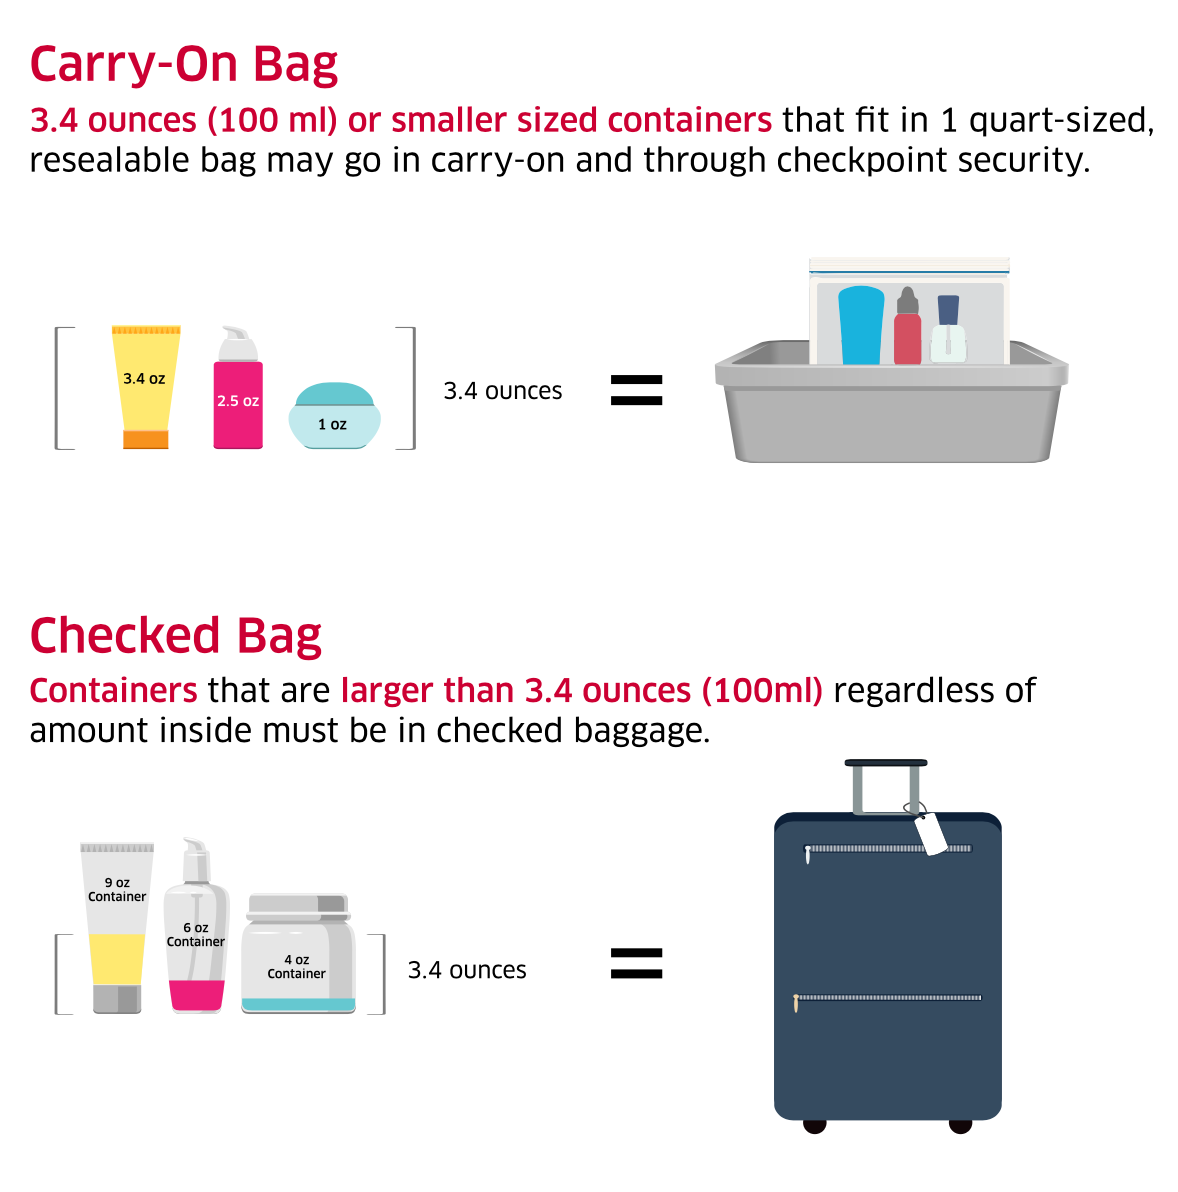 Carry-On Bag
3.4 ounces (100 ml) or smaller sized containers that fit in 1 quart-sized,
resealable bag may go in carry-on and through checkpoint security.
3.4 oz
2.5 oz
1 oz
3.4 ounces
=
Checked Bag
Containers that are larger than 3.4 ounces (100ml) regardless of
amount inside must be in checked baggage.
9 oz
Container
6 oz
Container
4 oz
Container
3.4 ounces
=